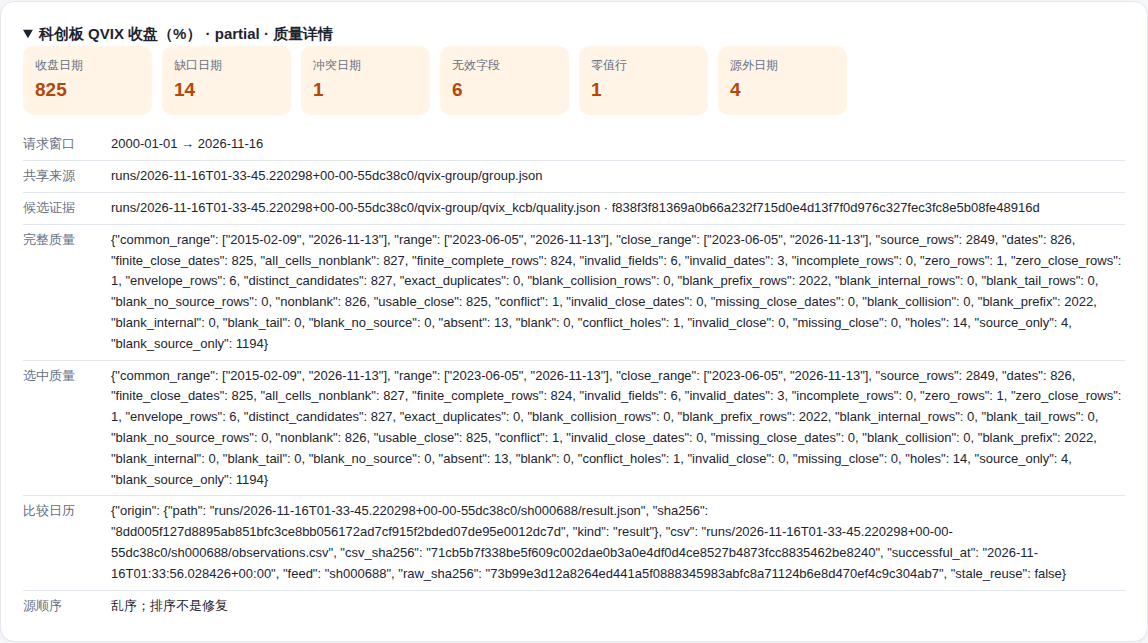 ▼ 科创板 QVIX 收盘（%） · partial · 质量详情
收盘日期 缺口日期 冲突日期 无效字段 零值行 源外日期
825 14 1 6 1 4
请求窗口 2000-01-01 → 2026-11-16
共享来源 runs/2026-11-16T01-33-45.220298+00-00-55dc38c0/qvix-group/group.json
候选证据 runs/2026-11-16T01-33-45.220298+00-00-55dc38c0/qvix-group/qvix_kcb/quality.json · f838f3f81369a0b66a232f715d0e4d13f7f0d976c327fec3fc8e5b08fe48916d
完整质量 {"common_range": ["2015-02-09", "2026-11-13"], "range": ["2023-06-05", "2026-11-13"], "close_range": ["2023-06-05", "2026-11-13"], "source_rows": 2849, "dates": 826,
"finite_close_dates": 825, "all_cells_nonblank": 827, "finite_complete_rows": 824, "invalid_fields": 6, "invalid_dates": 3, "incomplete_rows": 0, "zero_rows": 1, "zero_close_rows":
1, "envelope_rows": 6, "distinct_candidates": 827, "exact_duplicates": 0, "blank_collision_rows": 0, "blank_prefix_rows": 2022, "blank_internal_rows": 0, "blank_tail_rows": 0,
"blank_no_source_rows": 0, "nonblank": 826, "usable_close": 825, "conflict": 1, "invalid_close_dates": 0, "missing_close_dates": 0, "blank_collision": 0, "blank_prefix": 2022,
"blank_internal": 0, "blank_tail": 0, "blank_no_source": 0, "absent": 13, "blank": 0, "conflict_holes": 1, "invalid_close": 0, "missing_close": 0, "holes": 14, "source_only": 4,
"blank_source_only": 1194}
选中质量 {"common_range": ["2015-02-09", "2026-11-13"], "range": ["2023-06-05", "2026-11-13"], "close_range": ["2023-06-05", "2026-11-13"], "source_rows": 2849, "dates": 826,
"finite_close_dates": 825, "all_cells_nonblank": 827, "finite_complete_rows": 824, "invalid_fields": 6, "invalid_dates": 3, "incomplete_rows": 0, "zero_rows": 1, "zero_close_rows":
1, "envelope_rows": 6, "distinct_candidates": 827, "exact_duplicates": 0, "blank_collision_rows": 0, "blank_prefix_rows": 2022, "blank_internal_rows": 0, "blank_tail_rows": 0,
"blank_no_source_rows": 0, "nonblank": 826, "usable_close": 825, "conflict": 1, "invalid_close_dates": 0, "missing_close_dates": 0, "blank_collision": 0, "blank_prefix": 2022,
"blank_internal": 0, "blank_tail": 0, "blank_no_source": 0, "absent": 13, "blank": 0, "conflict_holes": 1, "invalid_close": 0, "missing_close": 0, "holes": 14, "source_only": 4,
"blank_source_only": 1194}
比较日历 {"origin": {"path": "runs/2026-11-16T01-33-45.220298+00-00-55dc38c0/sh000688/result.json", "sha256":
"8dd005f127d8895ab851bfc3ce8bb056172ad7cf915f2bded07de95e0012dc7d", "kind": "result"}, "csv": "runs/2026-11-16T01-33-45.220298+00-00-
55dc38c0/sh000688/observations.csv", "csv_sha256": "71cb5b7f338be5f609c002dae0b3a0e4df0d4ce8527b4873fcc8835462be8240", "successful_at": "2026-11-
16T01:33:56.028426+00:00", "feed": "sh000688", "raw_sha256": "73b99e3d12a8264ed441a5f0888345983abfc8a71124b6e8d470ef4c9c304ab7", "stale_reuse": false}
源顺序 乱序；排序不是修复